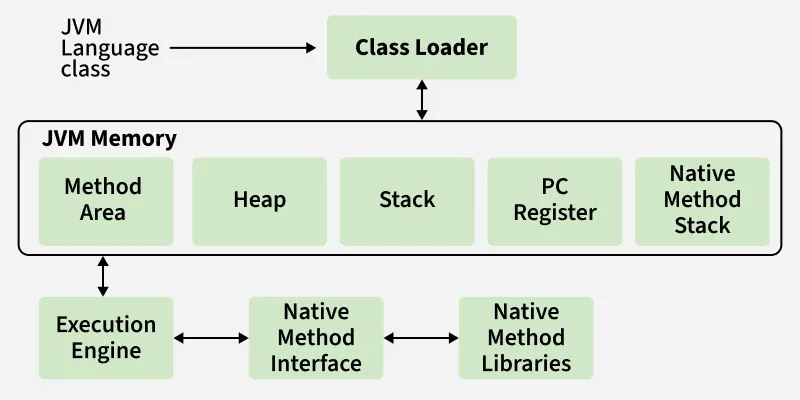 JVM
Language
class
Class Loader
JVM Memory
Method
Area
Heap
Stack
PC
Register
Native
Method
Stack
Execution
Engine
Native
Method
Interface
Native
Method
Libraries